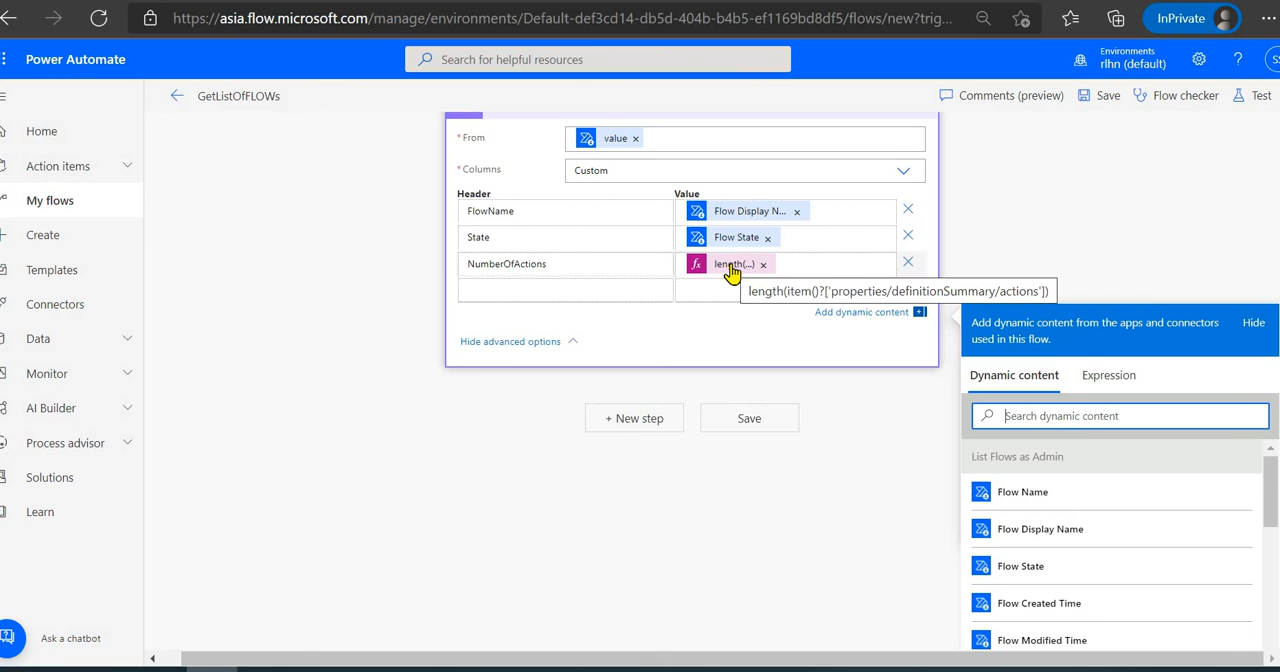 https://asia.flow.microsoft.com/manage/environments/Default-def3cd14-db5d-404b-b4b5-ef1169bd8df5/flows/new?trig...
InPrivate
Power Automate
Search for helpful resources
Environments
rlhn (default)
GetListOfFLOWs
Comments (preview)
Save
Flow checker
Test
Home
Action items
My flows
Create
Templates
Connectors
Data
Monitor
AI Builder
Process advisor
Solutions
Learn
Ask a chatbot
* From
value ×
* Columns
Custom
Header
Value
FlowName
Flow Display N... ×
State
Flow State ×
NumberOfActions
fx length(...) ×
length(item()?['properties/definitionSummary/actions'])
Add dynamic content
Hide advanced options
+ New step
Save
Add dynamic content from the apps and connectors
used in this flow.
Hide
Dynamic content
Expression
Search dynamic content
List Flows as Admin
Flow Name
Flow Display Name
Flow State
Flow Created Time
Flow Modified Time